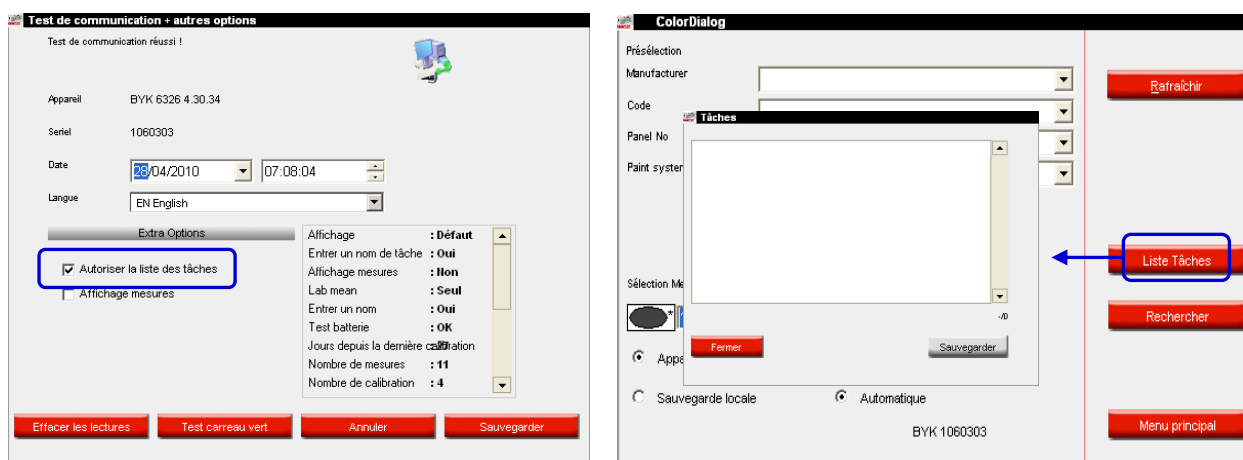 Test de communication + autres options
Test de communication réussi !
Appareil BYK 6326 4.30.34
Seriel 1060303
Date 28/04/2010 07:08:04
Langue EN English
Extra Options
Autoriser la liste des tâches
Affichage mesures
Affichage : Défaut
Entrer un nom de tâche : Oui
Affichage mesures : Non
Lab mean : Seul
Entrer un nom : Oui
Test batterie : OK
Jours depuis la dernière calibration
Nombre de mesures : 11
Nombre de calibration : 4
Effacer les lectures Test carreau vert Annuler Sauvegarder
ColorDialog
Présélection
Manufacturer
Code
Panel No
Paint system
Tâches
-/0
Fermer Sauvegarder
Sélection Me
Appa
Sauvegarde locale Automatique
BYK 1060303
Rafraîchir
Liste Tâches
Rechercher
Menu principal